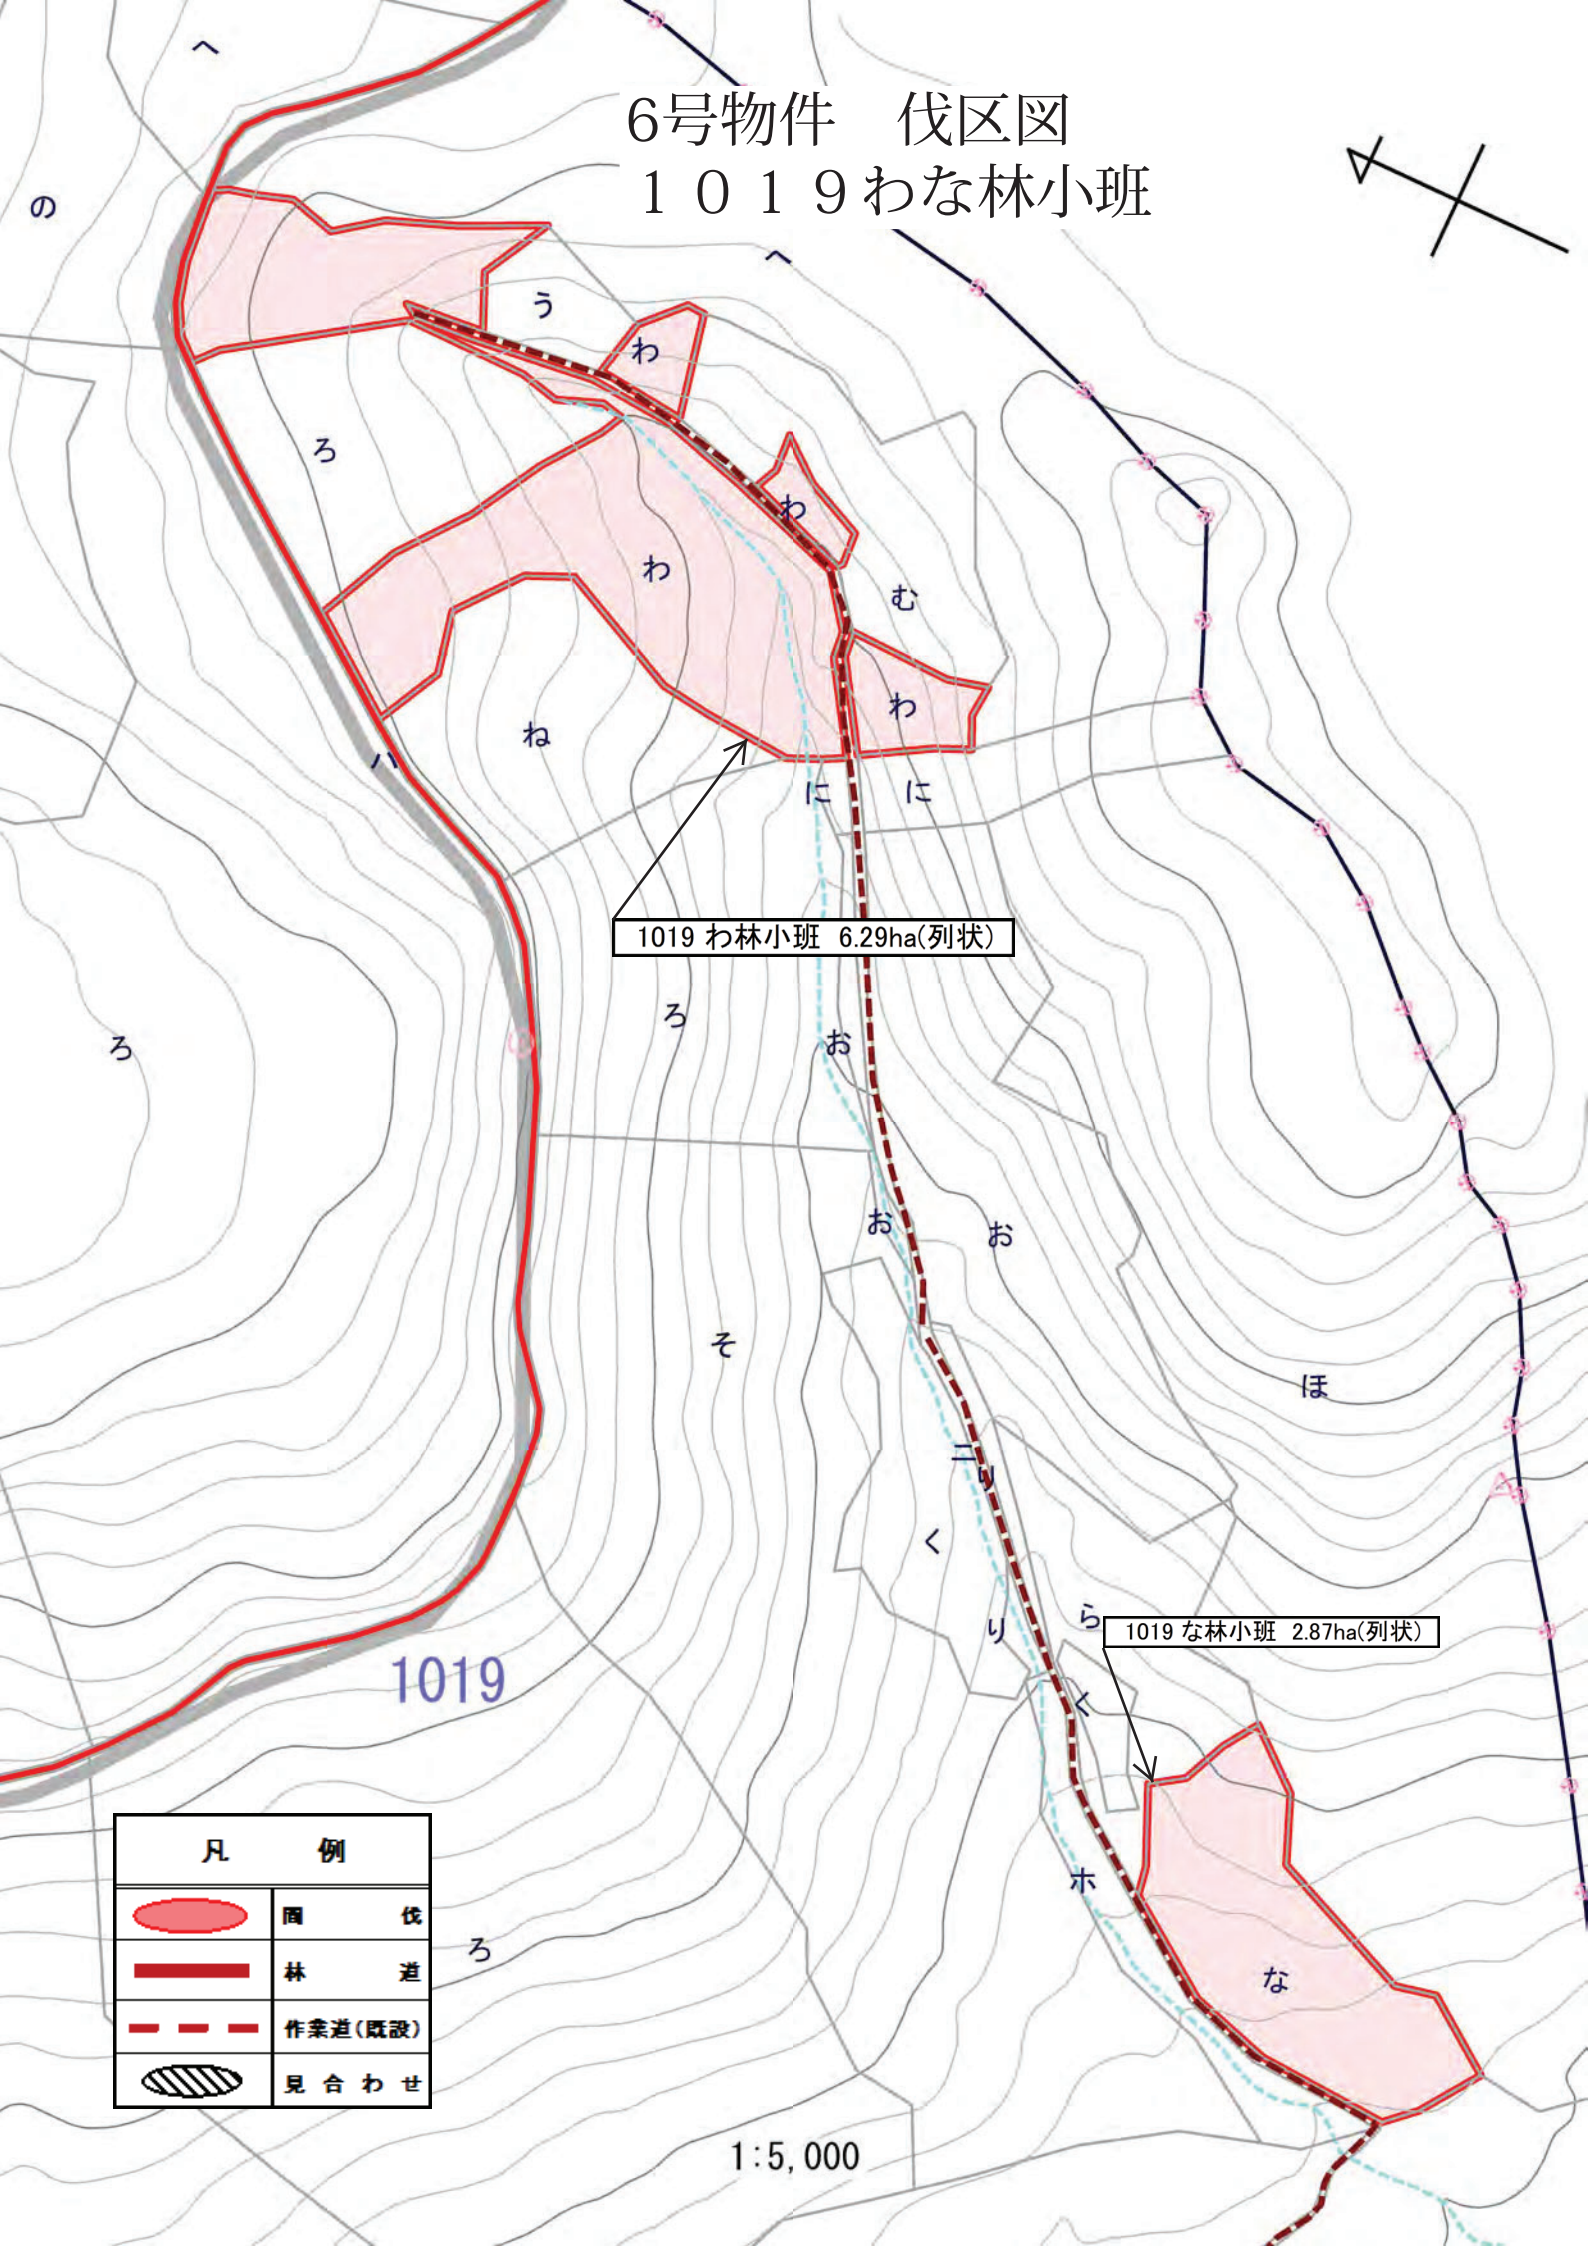 6号物件　伐区図
１０１９わな林小班
へ
の
へ
う
わ
ろ
わ
わ
む
わ
ね
ハ
に
に
1019 わ林小班 6.29ha(列状)
ろ
ろ
お
お
お
そ
ほ
ニ
り
く
り
ら
1019 な林小班 2.87ha(列状)
1019
く
凡　例
間　伐
林　道
作業道(既設)
見 合 わ せ
ホ
ろ
な
1:5,000